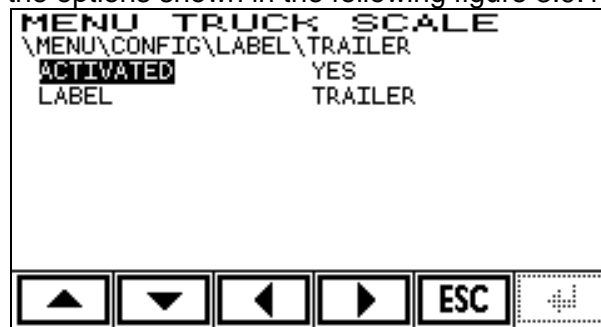 the options shown in the following figure
MENU TRUCK SCALE
\MENU\CONFIG\LABEL\TRAILER
ACTIVATED YES
LABEL TRAILER
ESC